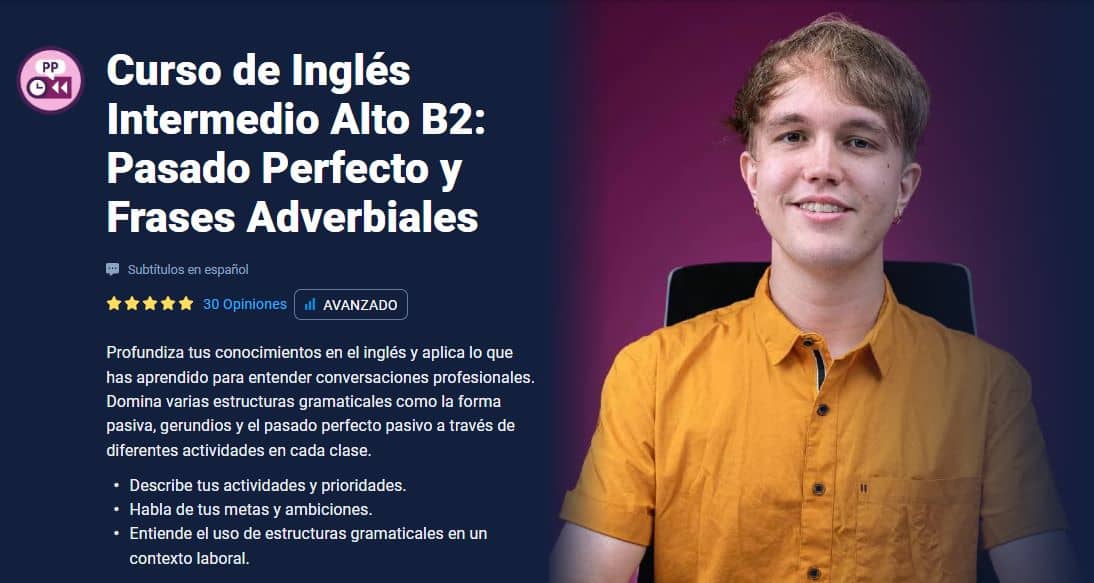 PP
Curso de Inglés
Intermedio Alto B2:
Pasado Perfecto y
Frases Adverbiales
Subtítulos en español
30 Opiniones
AVANZADO
Profundiza tus conocimientos en el inglés y aplica lo que
has aprendido para entender conversaciones profesionales.
Domina varias estructuras gramaticales como la forma
pasiva, gerundios y el pasado perfecto pasivo a través de
diferentes actividades en cada clase.
• Describe tus actividades y prioridades.
• Habla de tus metas y ambiciones.
• Entiende el uso de estructuras gramaticales en un
contexto laboral.